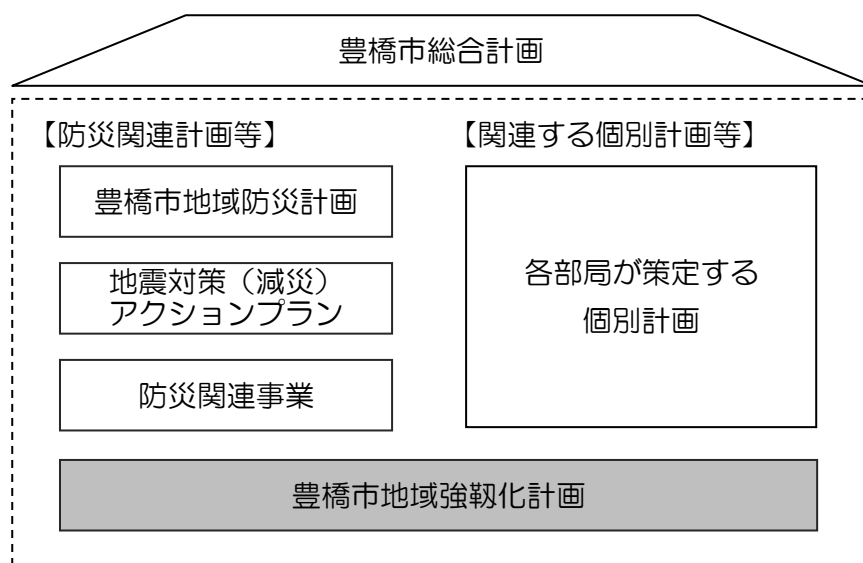 豊橋市総合計画
【防災関連計画等】
【関連する個別計画等】
豊橋市地域防災計画
地震対策（減災）
アクションプラン
防災関連事業
各部局が策定する
個別計画
豊橋市地域強靱化計画